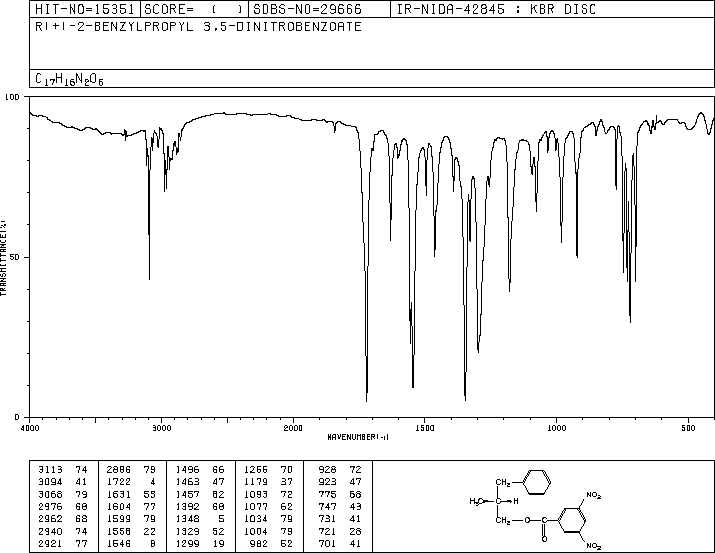 HIT-NO=15351 SCORE= ( ) SDBS-NO=29666 IR-NIDA-42845 : KBR DISC
R(+)-2-BENZYLPROPYL 3,5-DINITROBENZOATE
C17H16N2O6
100
50
0
TRANSMITTANCE(%)
4000 3000 2000 1500 1000 500
WAVENUMBER(-1)
3113 74 2886 79 1496 66 1266 70 928 72
3094 41 1722 4 1463 47 1179 37 923 47
3068 79 1631 53 1457 82 1093 72 775 68
2976 68 1604 77 1392 68 1077 62 747 43
2962 68 1599 79 1348 5 1034 79 731 41
2940 74 1558 22 1329 52 1004 79 721 28
2921 77 1546 8 1299 19 982 52 701 41
CH2
H3C C H
CH2 O C
O
NO2
NO2